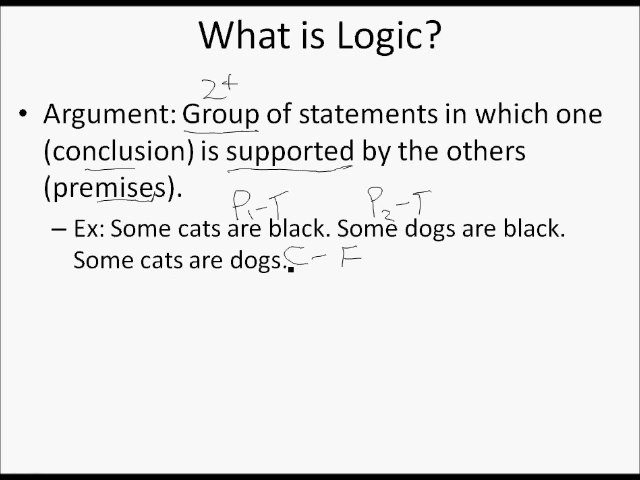 What is Logic?
2+
• Argument: Group of statements in which one
(conclusion) is supported by the others
(premises).
P1-T P2-T
– Ex: Some cats are black. Some dogs are black.
Some cats are dogs. C - F